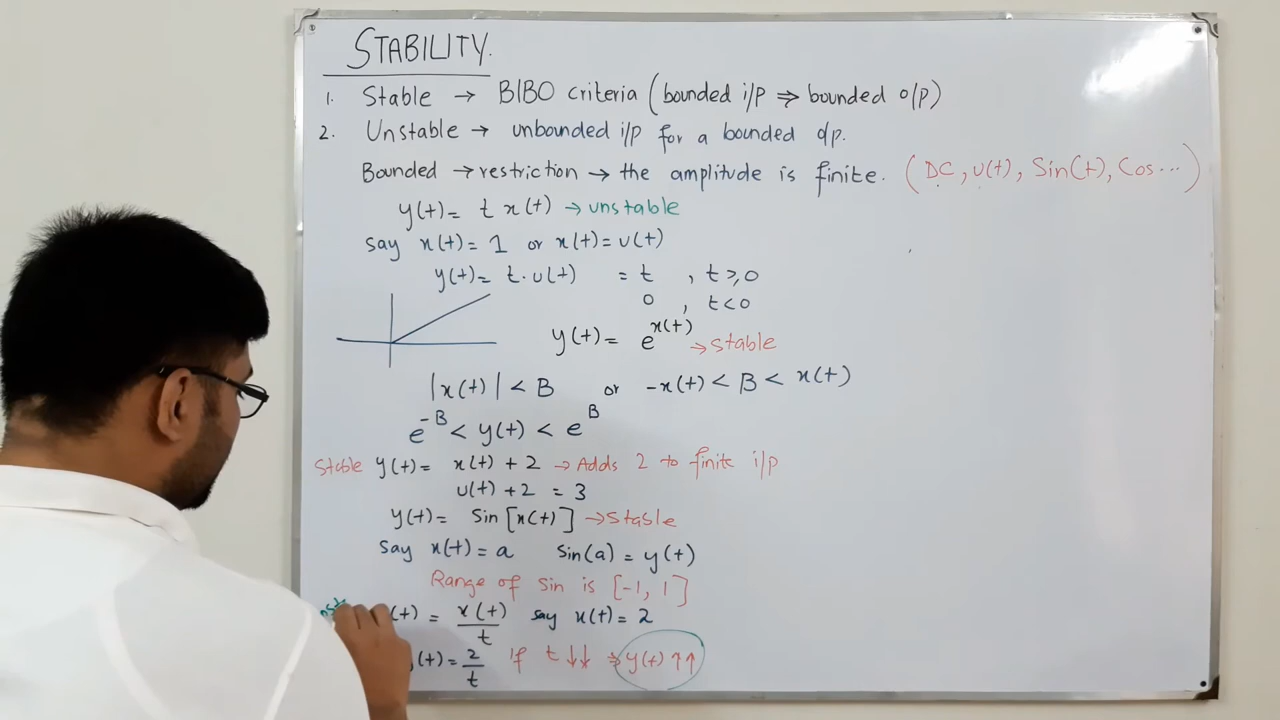 STABILITY.
1. Stable → BIBO criteria (bounded i/p ⇒ bounded o/p)
2. Unstable → unbounded i/p for a bounded o/p.
Bounded → restriction → the amplitude is finite. (DC, u(t), Sin(t), Cos...)
y(t) = t x(t) → unstable
say x(t) = 1 or x(t) = u(t)
y(t) = t.u(t) = t , t ≥ 0
0 , t < 0
y(t) = e^x(t) → stable
|x(t)| < B or -x(t) < B < x(t)
e^-B < y(t) < e^B
Stable y(t) = x(t) + 2 → Adds 2 to finite i/p
u(t) + 2 = 3
y(t) = Sin[x(t)] → Stable
Say x(t) = a Sin(a) = y(t)
Range of Sin is [-1, 1]
(t) = x(t)/t say x(t) = 2
y(t) = 2/t If t ↓↓ ⇒ y(t) ↑↑